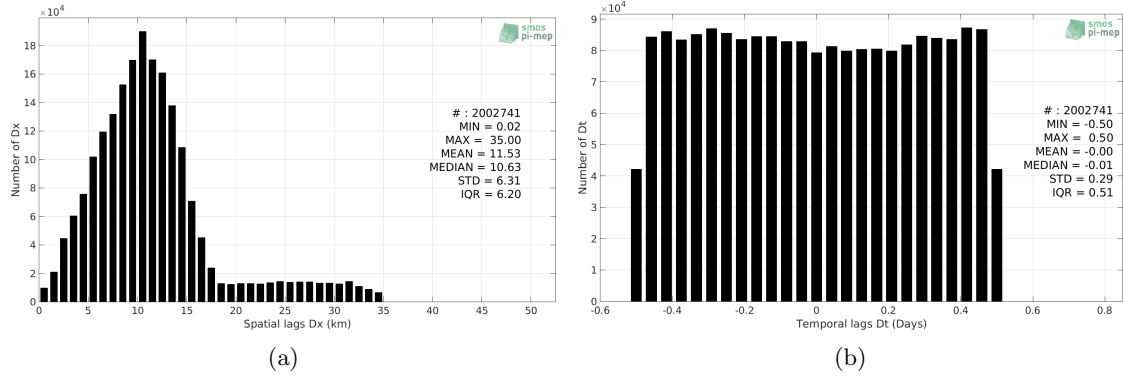 ×10⁴
18
16
14
12
10
8
6
4
2
0
Number of Dx
0 5 10 15 20 25 30 35 40 45 50
Spatial lags Dx (km)
smos
pi-mep
# : 2002741
MIN = 0.02
MAX = 35.00
MEAN = 11.53
MEDIAN = 10.63
STD = 6.31
IQR = 6.20
(a)
×10⁴
9
8
7
6
5
4
3
2
1
0
Number of Dt
-0.6 -0.4 -0.2 0 0.2 0.4 0.6 0.8
Temporal lags Dt (Days)
smos
pi-mep
# : 2002741
MIN = -0.50
MAX = 0.50
MEAN = -0.00
MEDIAN = -0.01
STD = 0.29
IQR = 0.51
(b)